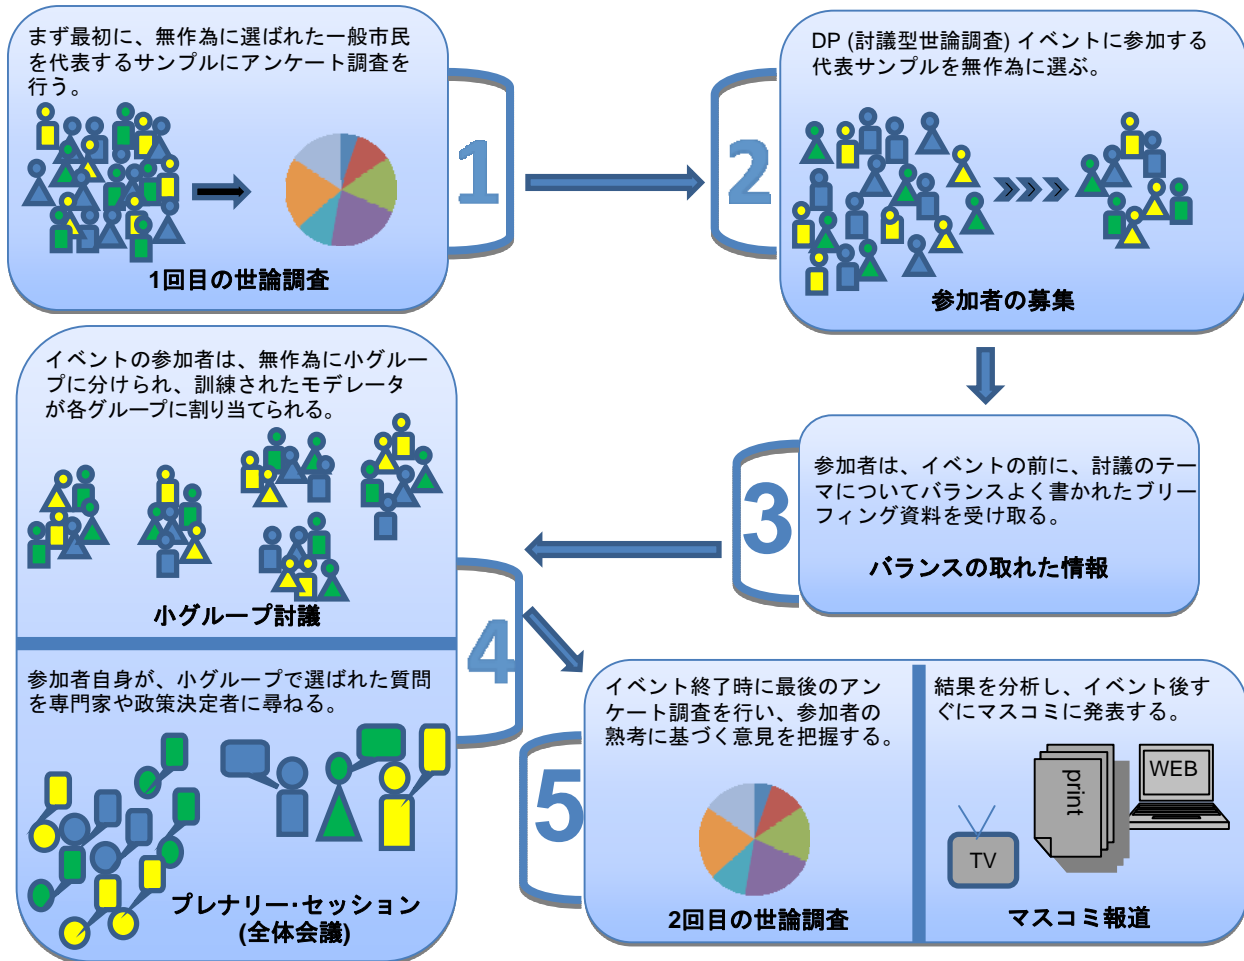 まず最初に、無作為に選ばれた一般市民
を代表するサンプルにアンケート調査を
行う。
1回目の世論調査
1
DP (討議型世論調査) イベントに参加する
代表サンプルを無作為に選ぶ。
参加者の募集
2
参加者は、イベントの前に、討議のテー
マについてバランスよく書かれたブリー
フィング資料を受け取る。
バランスの取れた情報
3
イベントの参加者は、無作為に小グルー
プに分けられ、訓練されたモデレータ
が各グループに割り当てられる。
小グループ討議
4
参加者自身が、小グループで選ばれた質問
を専門家や政策決定者に尋ねる。
プレナリー・セッション
(全体会議)
5
イベント終了時に最後のアン
ケート調査を行い、参加者の
熟考に基づく意見を把握する。
2回目の世論調査
結果を分析し、イベント後す
ぐにマスコミに発表する。
print
WEB
TV
マスコミ報道